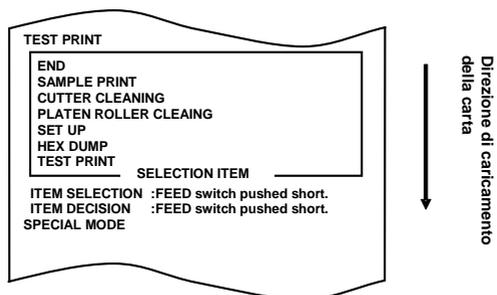 TEST PRINT
END
SAMPLE PRINT
CUTTER CLEANING
PLATEN ROLLER CLEAING
SET UP
HEX DUMP
TEST PRINT
SELECTION ITEM
ITEM SELECTION :FEED switch pushed short.
ITEM DECISION :FEED switch pushed short.
SPECIAL MODE
Direzione di caricamento
della carta